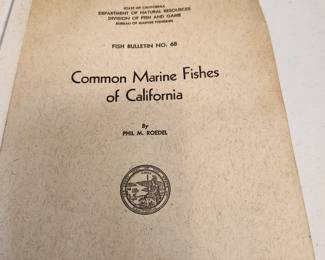 STATE OF CALIFORNIA
DEPARTMENT OF NATURAL RESOURCES
DIVISION OF FISH AND GAME
BUREAU OF MARINE FISHERIES
FISH BULLETIN NO. 68
Common Marine Fishes
of California
By
PHIL M. ROEDEL